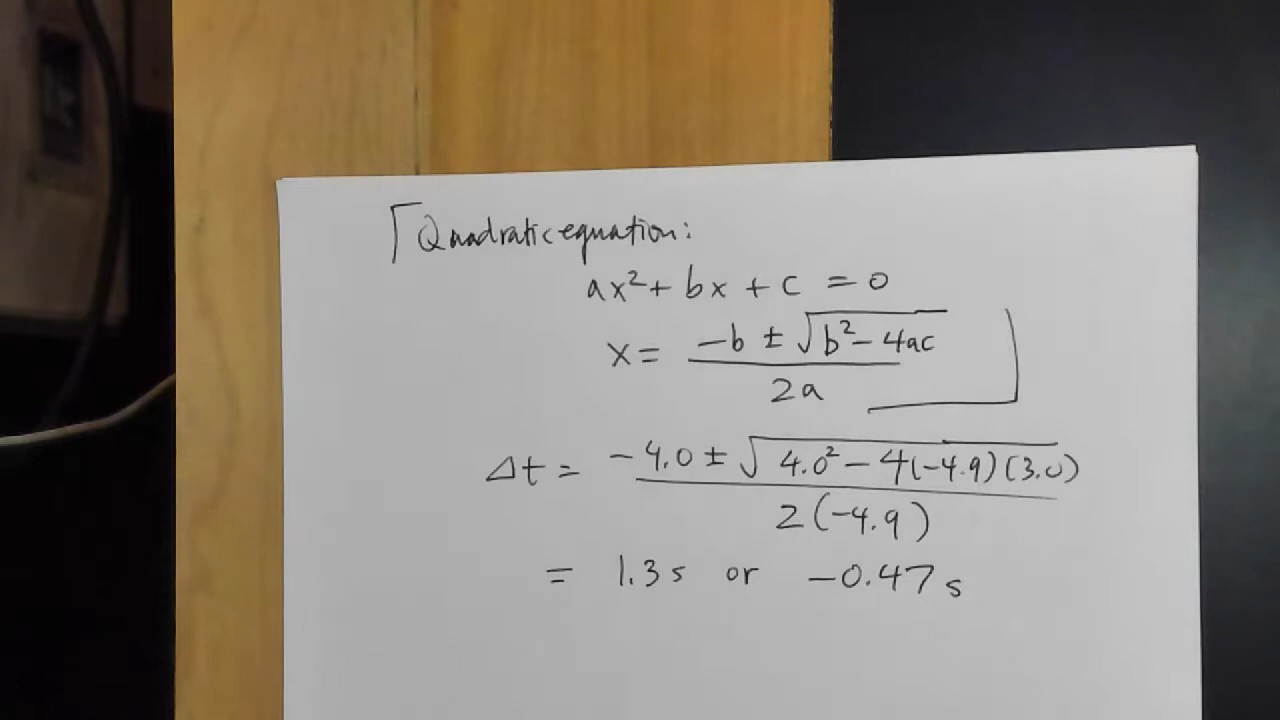 Quadratic equation:
ax² + bx + c = 0
x = (-b ± √(b² - 4ac)) / 2a
Δt = (-4.0 ± √(4.0² - 4(-4.9)(3.0))) / 2(-4.9)
= 1.3 s or -0.47 s